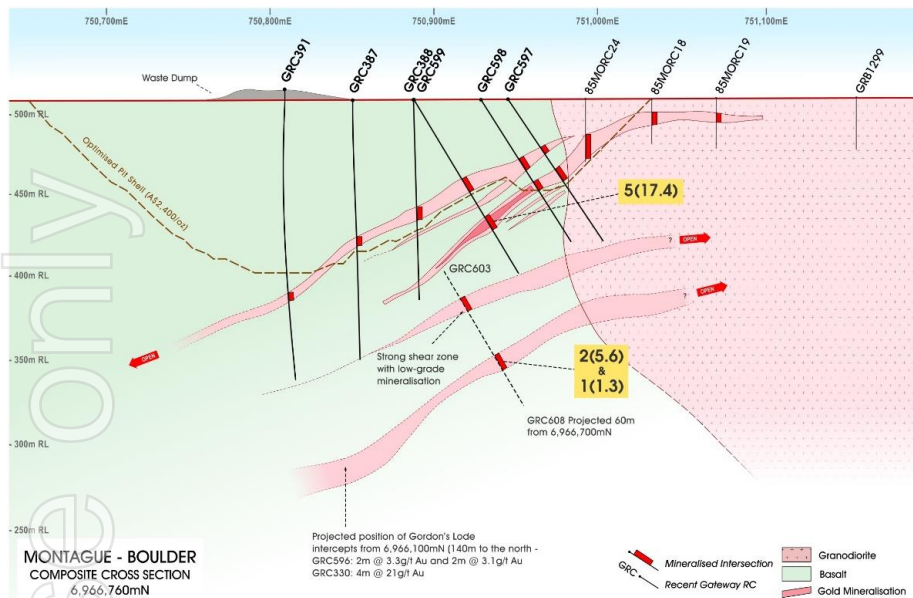 750,700mE
750,800mE
750,900mE
751,000mE
751,100mE
GRC391
GRC387
GRC388
GRC599
GRC598
GRC597
85MORC24
85MORC18
85MORC19
GRB1299
Waste Dump
500m RL
450m RL
400m RL
350m RL
300m RL
250m RL
Optimised Pit Shell (A$2,400/oz)
5(17.4)
GRC603
?
OPEN
?
OPEN
OPEN
Strong shear zone
with low-grade
mineralisation
2(5.6)
&
1(1.3)
GRC608 Projected 60m
from 6,966,700mN
Projected position of Gordon's Lode
intercepts from 6,966,100mN (140m to the north -
GRC596: 2m @ 3.3g/t Au and 2m @ 3.1g/t Au
GRC330: 4m @ 21g/t Au
MONTAGUE - BOULDER
COMPOSITE CROSS SECTION
6,966,760mN
Mineralised Intersection
GRC
Recent Gateway RC
Granodiorite
Basalt
Gold Mineralisation
se only